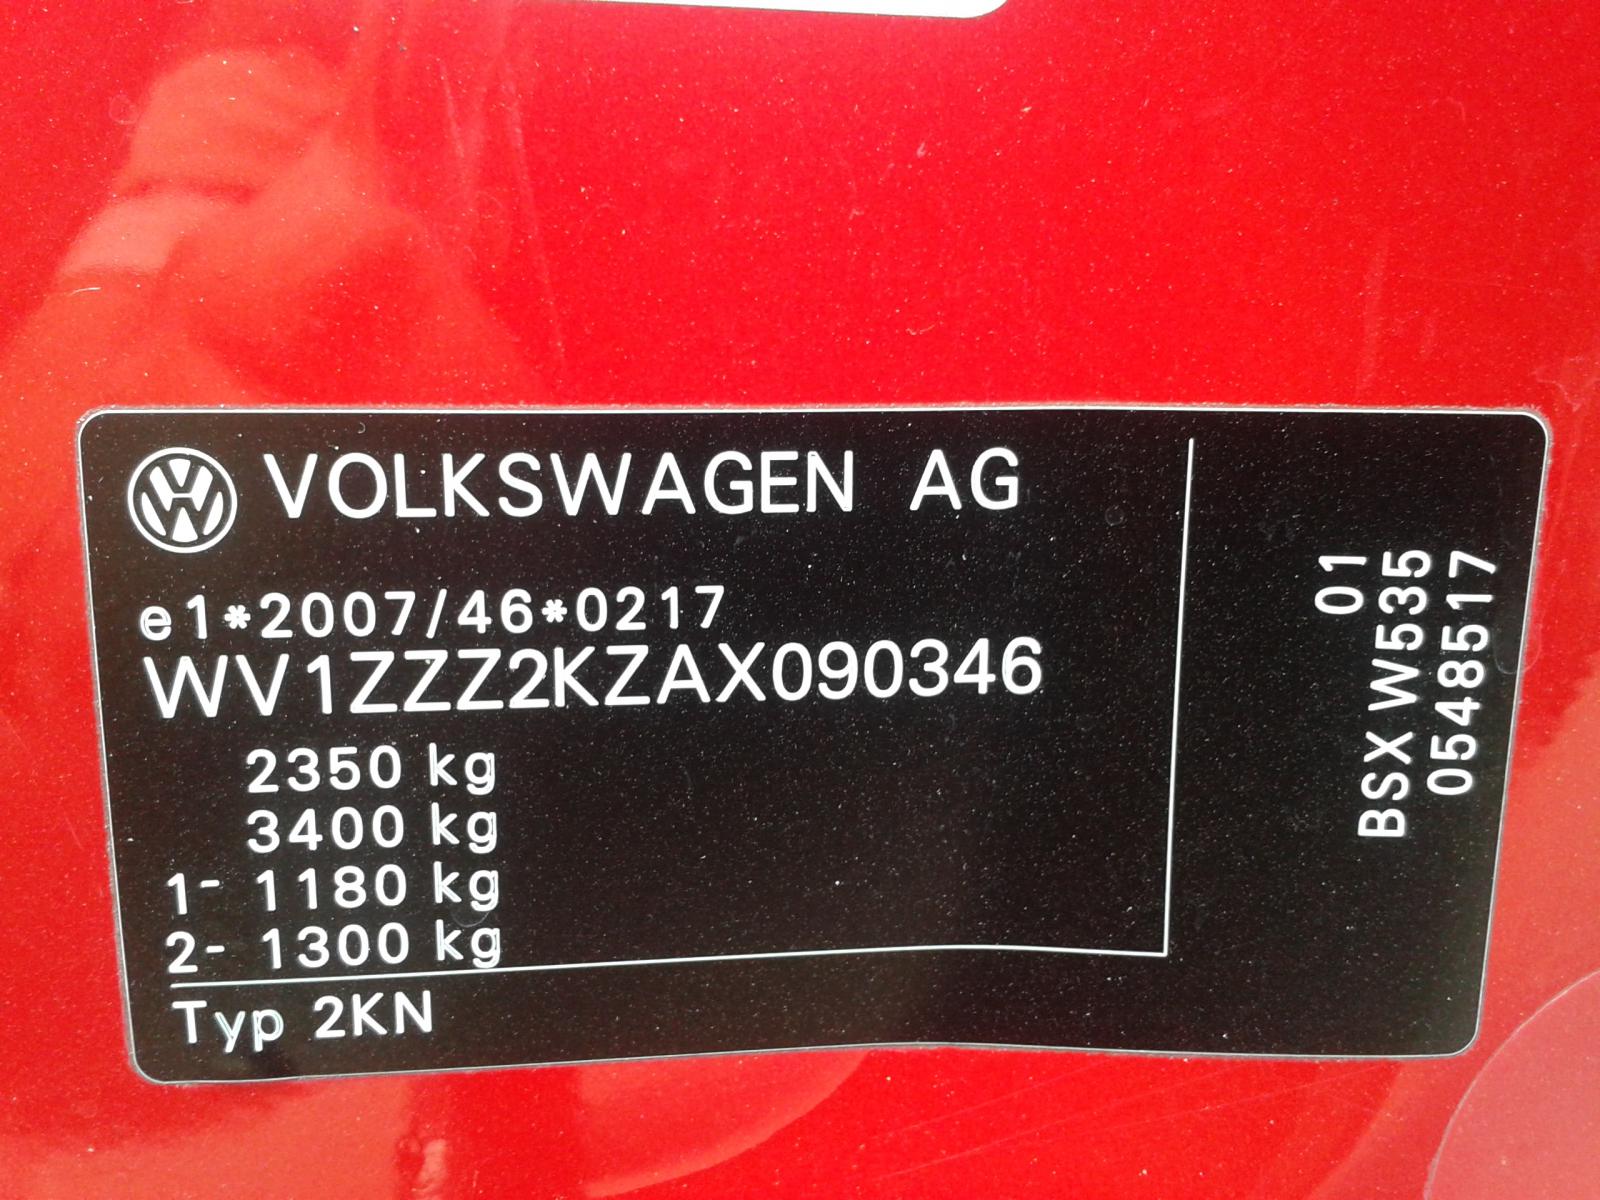 VOLKSWAGEN AG
e1*2007/46*0217
WV1ZZZ2KZAX090346
2350 kg
3400 kg
1- 1180 kg
2- 1300 kg
Typ 2KN
01
BSX W535
0548517